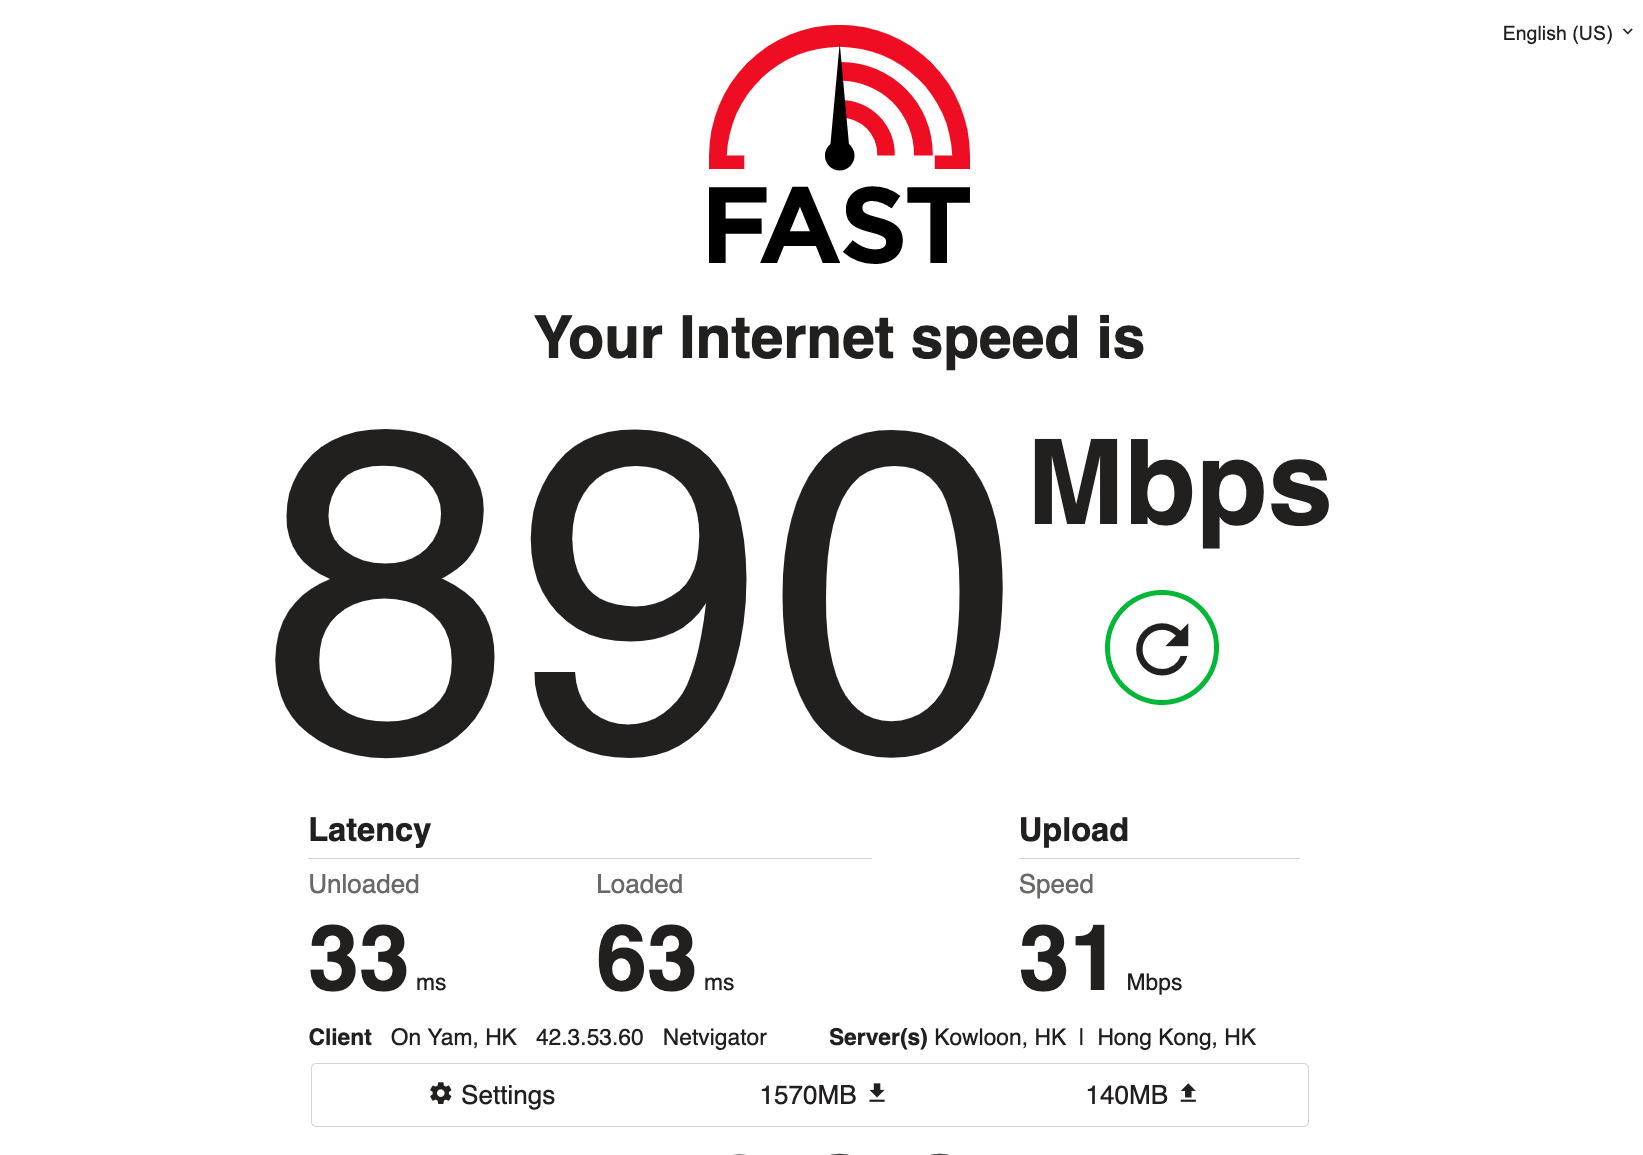 English (US)
FAST
Your Internet speed is
890 Mbps
Latency
Upload
Unloaded
Loaded
Speed
33 ms
63 ms
31 Mbps
Client On Yam, HK 42.3.53.60 Netvigator Server(s) Kowloon, HK | Hong Kong, HK
Settings 1570MB 140MB